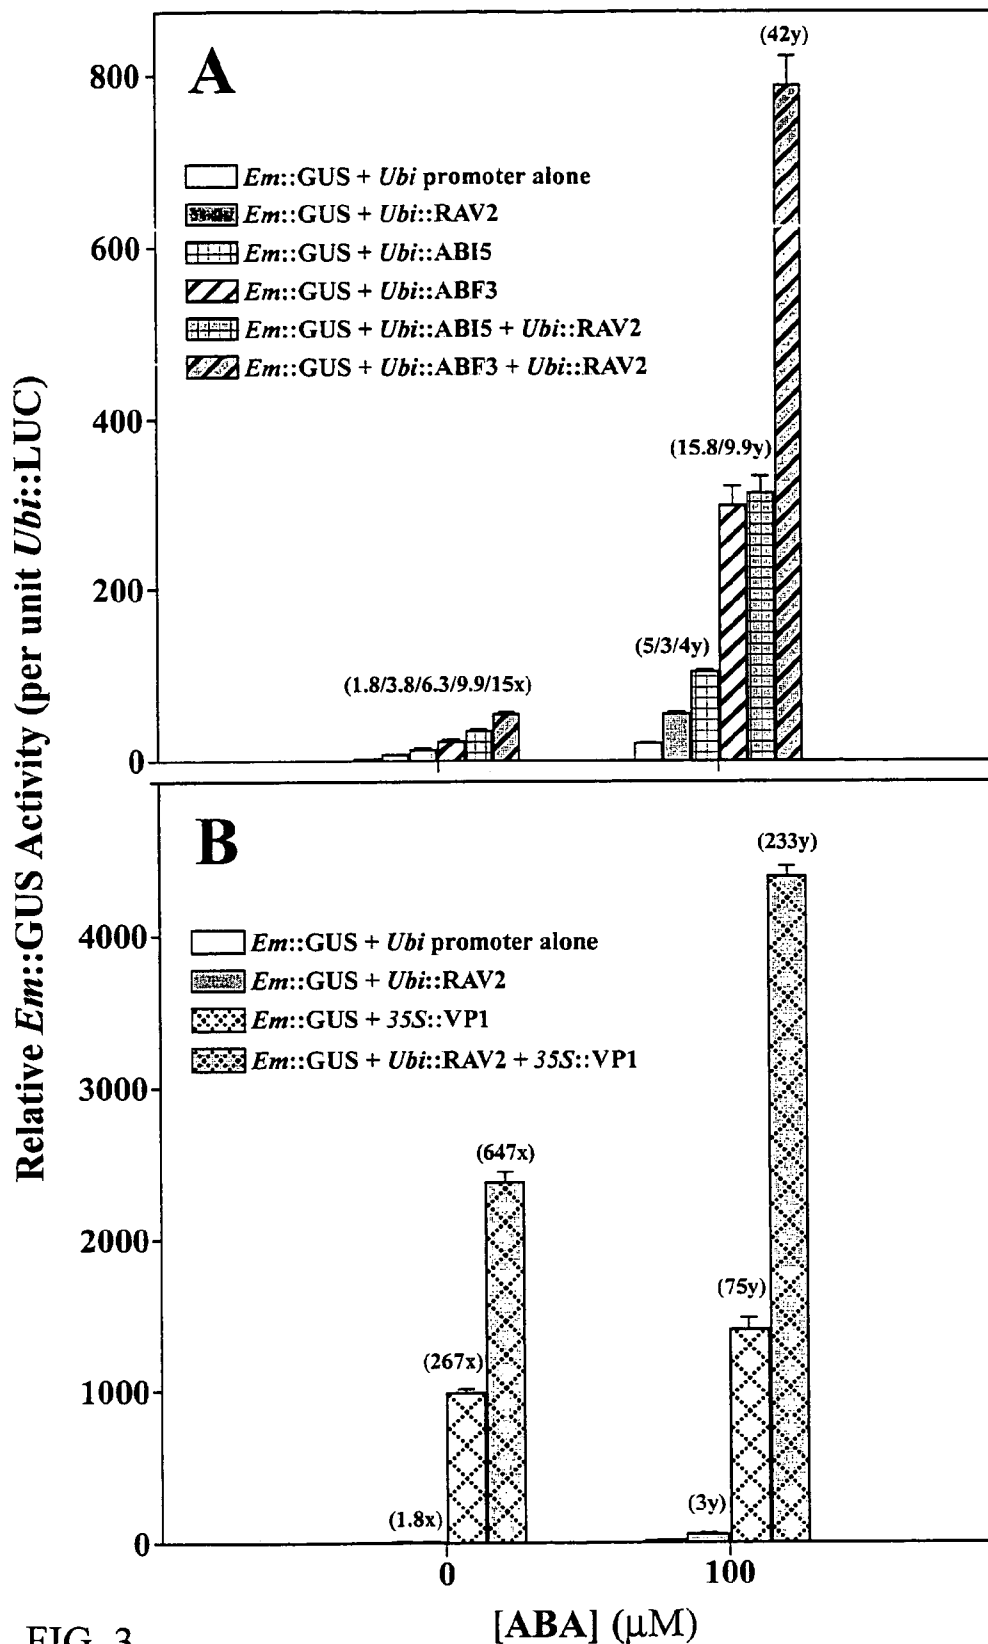 Relative Em::GUS Activity (per unit Ubi::LUC)
A
800
600
400
200
0
Em::GUS + Ubi promoter alone
Em::GUS + Ubi::RAV2
Em::GUS + Ubi::ABI5
Em::GUS + Ubi::ABF3
Em::GUS + Ubi::ABI5 + Ubi::RAV2
Em::GUS + Ubi::ABF3 + Ubi::RAV2
(1.8/3.8/6.3/9.9/15x)
(5/3/4y)
(15.8/9.9y)
(42y)
B
4000
3000
2000
1000
0
Em::GUS + Ubi promoter alone
Em::GUS + Ubi::RAV2
Em::GUS + 35S::VP1
Em::GUS + Ubi::RAV2 + 35S::VP1
(1.8x)
(267x)
(647x)
(3y)
(75y)
(233y)
0
100
[ABA] (µM)
FIG. 3